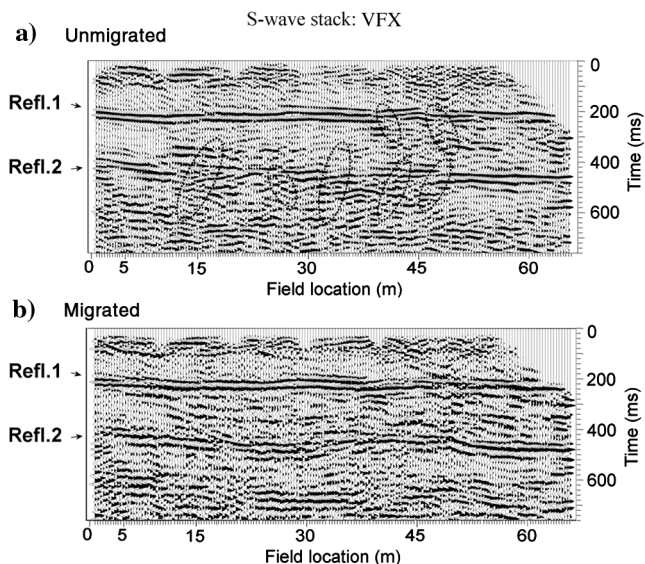 S-wave stack: VFX
a) Unmigrated
Refl.1
Refl.2
0
200
400
600
Time (ms)
0 5 15 30 45 60
Field location (m)
b) Migrated
Refl.1
Refl.2
0
200
400
600
Time (ms)
0 5 15 30 45 60
Field location (m)